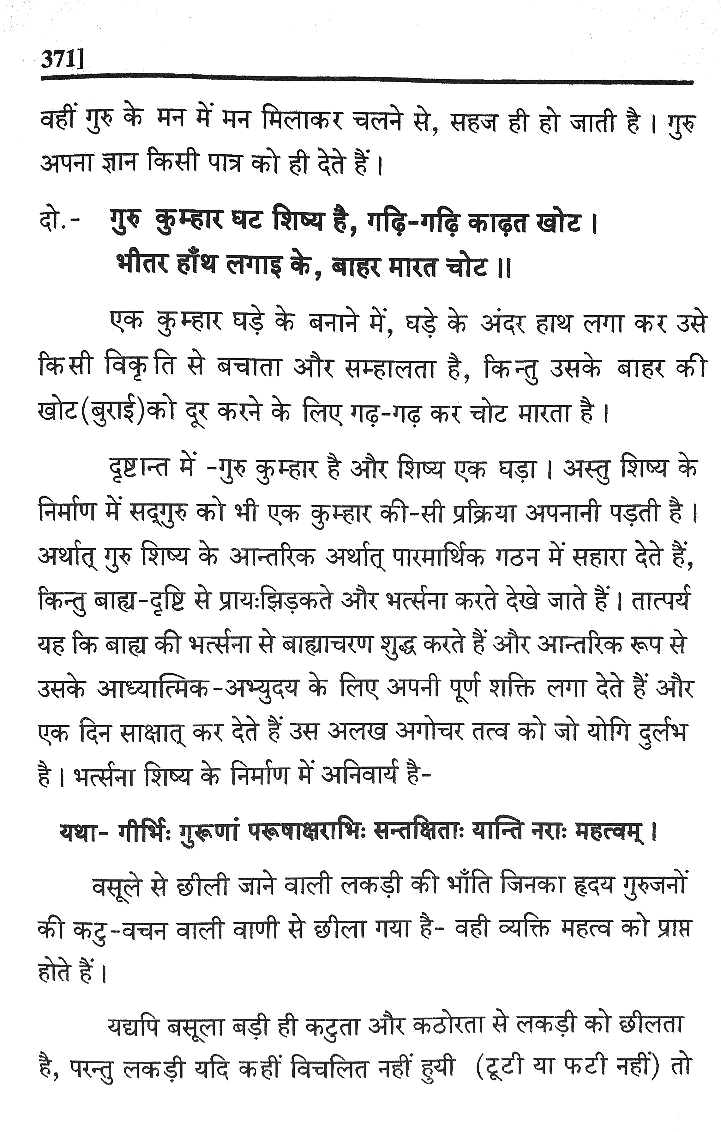 371]
वहीं गुरु के मन में मन मिलाकर चलने से, सहज ही हो जाती है । गुरु
अपना ज्ञान किसी पात्र को ही देते हैं ।
दो.- गुरु कुम्हार घट शिष्य है, गढ़ि-गढ़ि काढ़त खोट ।
भीतर हाँथ लगाइ के, बाहर मारत चोट ॥
एक कुम्हार घड़े के बनाने में, घड़े के अंदर हाथ लगा कर उसे
किसी विकृति से बचाता और सम्हालता है, किन्तु उसके बाहर की
खोट(बुराई)को दूर करने के लिए गढ़-गढ़ कर चोट मारता है ।
दृष्टान्त में -गुरु कुम्हार है और शिष्य एक घड़ा । अस्तु शिष्य के
निर्माण में सद्‌गुरु को भी एक कुम्हार की-सी प्रक्रिया अपनानी पड़ती है ।
अर्थात् गुरु शिष्य के आन्तरिक अर्थात् पारमार्थिक गठन में सहारा देते हैं,
किन्तु बाह्य-दृष्टि से प्रायःझिड़कते और भर्त्सना करते देखे जाते हैं । तात्पर्य
यह कि बाह्य की भर्त्सना से बाह्याचरण शुद्ध करते हैं और आन्तरिक रूप से
उसके आध्यात्मिक-अभ्युदय के लिए अपनी पूर्ण शक्ति लगा देते हैं और
एक दिन साक्षात् कर देते हैं उस अलख अगोचर तत्व को जो योगि दुर्लभ
है । भर्त्सना शिष्य के निर्माण में अनिवार्य है-
यथा- गीर्भिः गुरूणां परूषाक्षराभिः सन्तक्षिताः यान्ति नराः महत्वम् ।
वसूले से छीली जाने वाली लकड़ी की भाँति जिनका हृदय गुरुजनों
की कटु-वचन वाली वाणी से छीला गया है- वही व्यक्ति महत्व को प्राप्त
होते हैं ।
यद्यपि बसूला बड़ी ही कटुता और कठोरता से लकड़ी को छीलता
है, परन्तु लकड़ी यदि कहीं विचलित नहीं हुयी (टूटी या फटी नहीं) तो